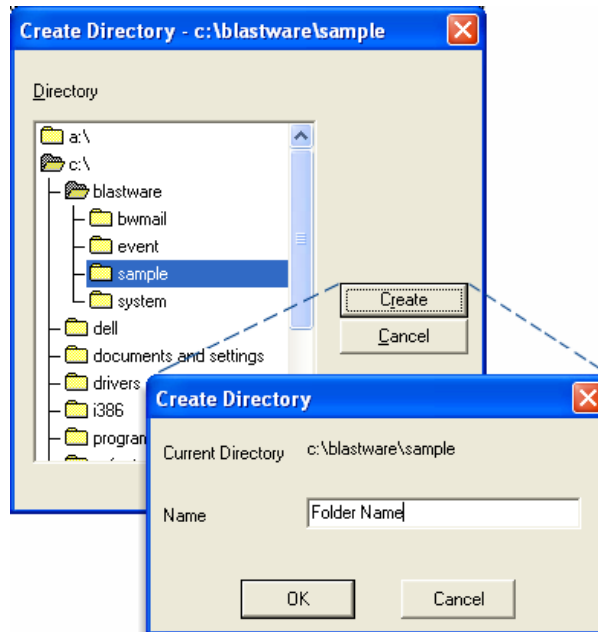 Create Directory - c:\blastware\sample
Directory
a:\
c:\
blastware
bwmail
event
sample
system
dell
documents and settings
drivers
i386
Create
Cancel
Create Directory
Current Directory c:\blastware\sample
Name Folder Name
OK Cancel